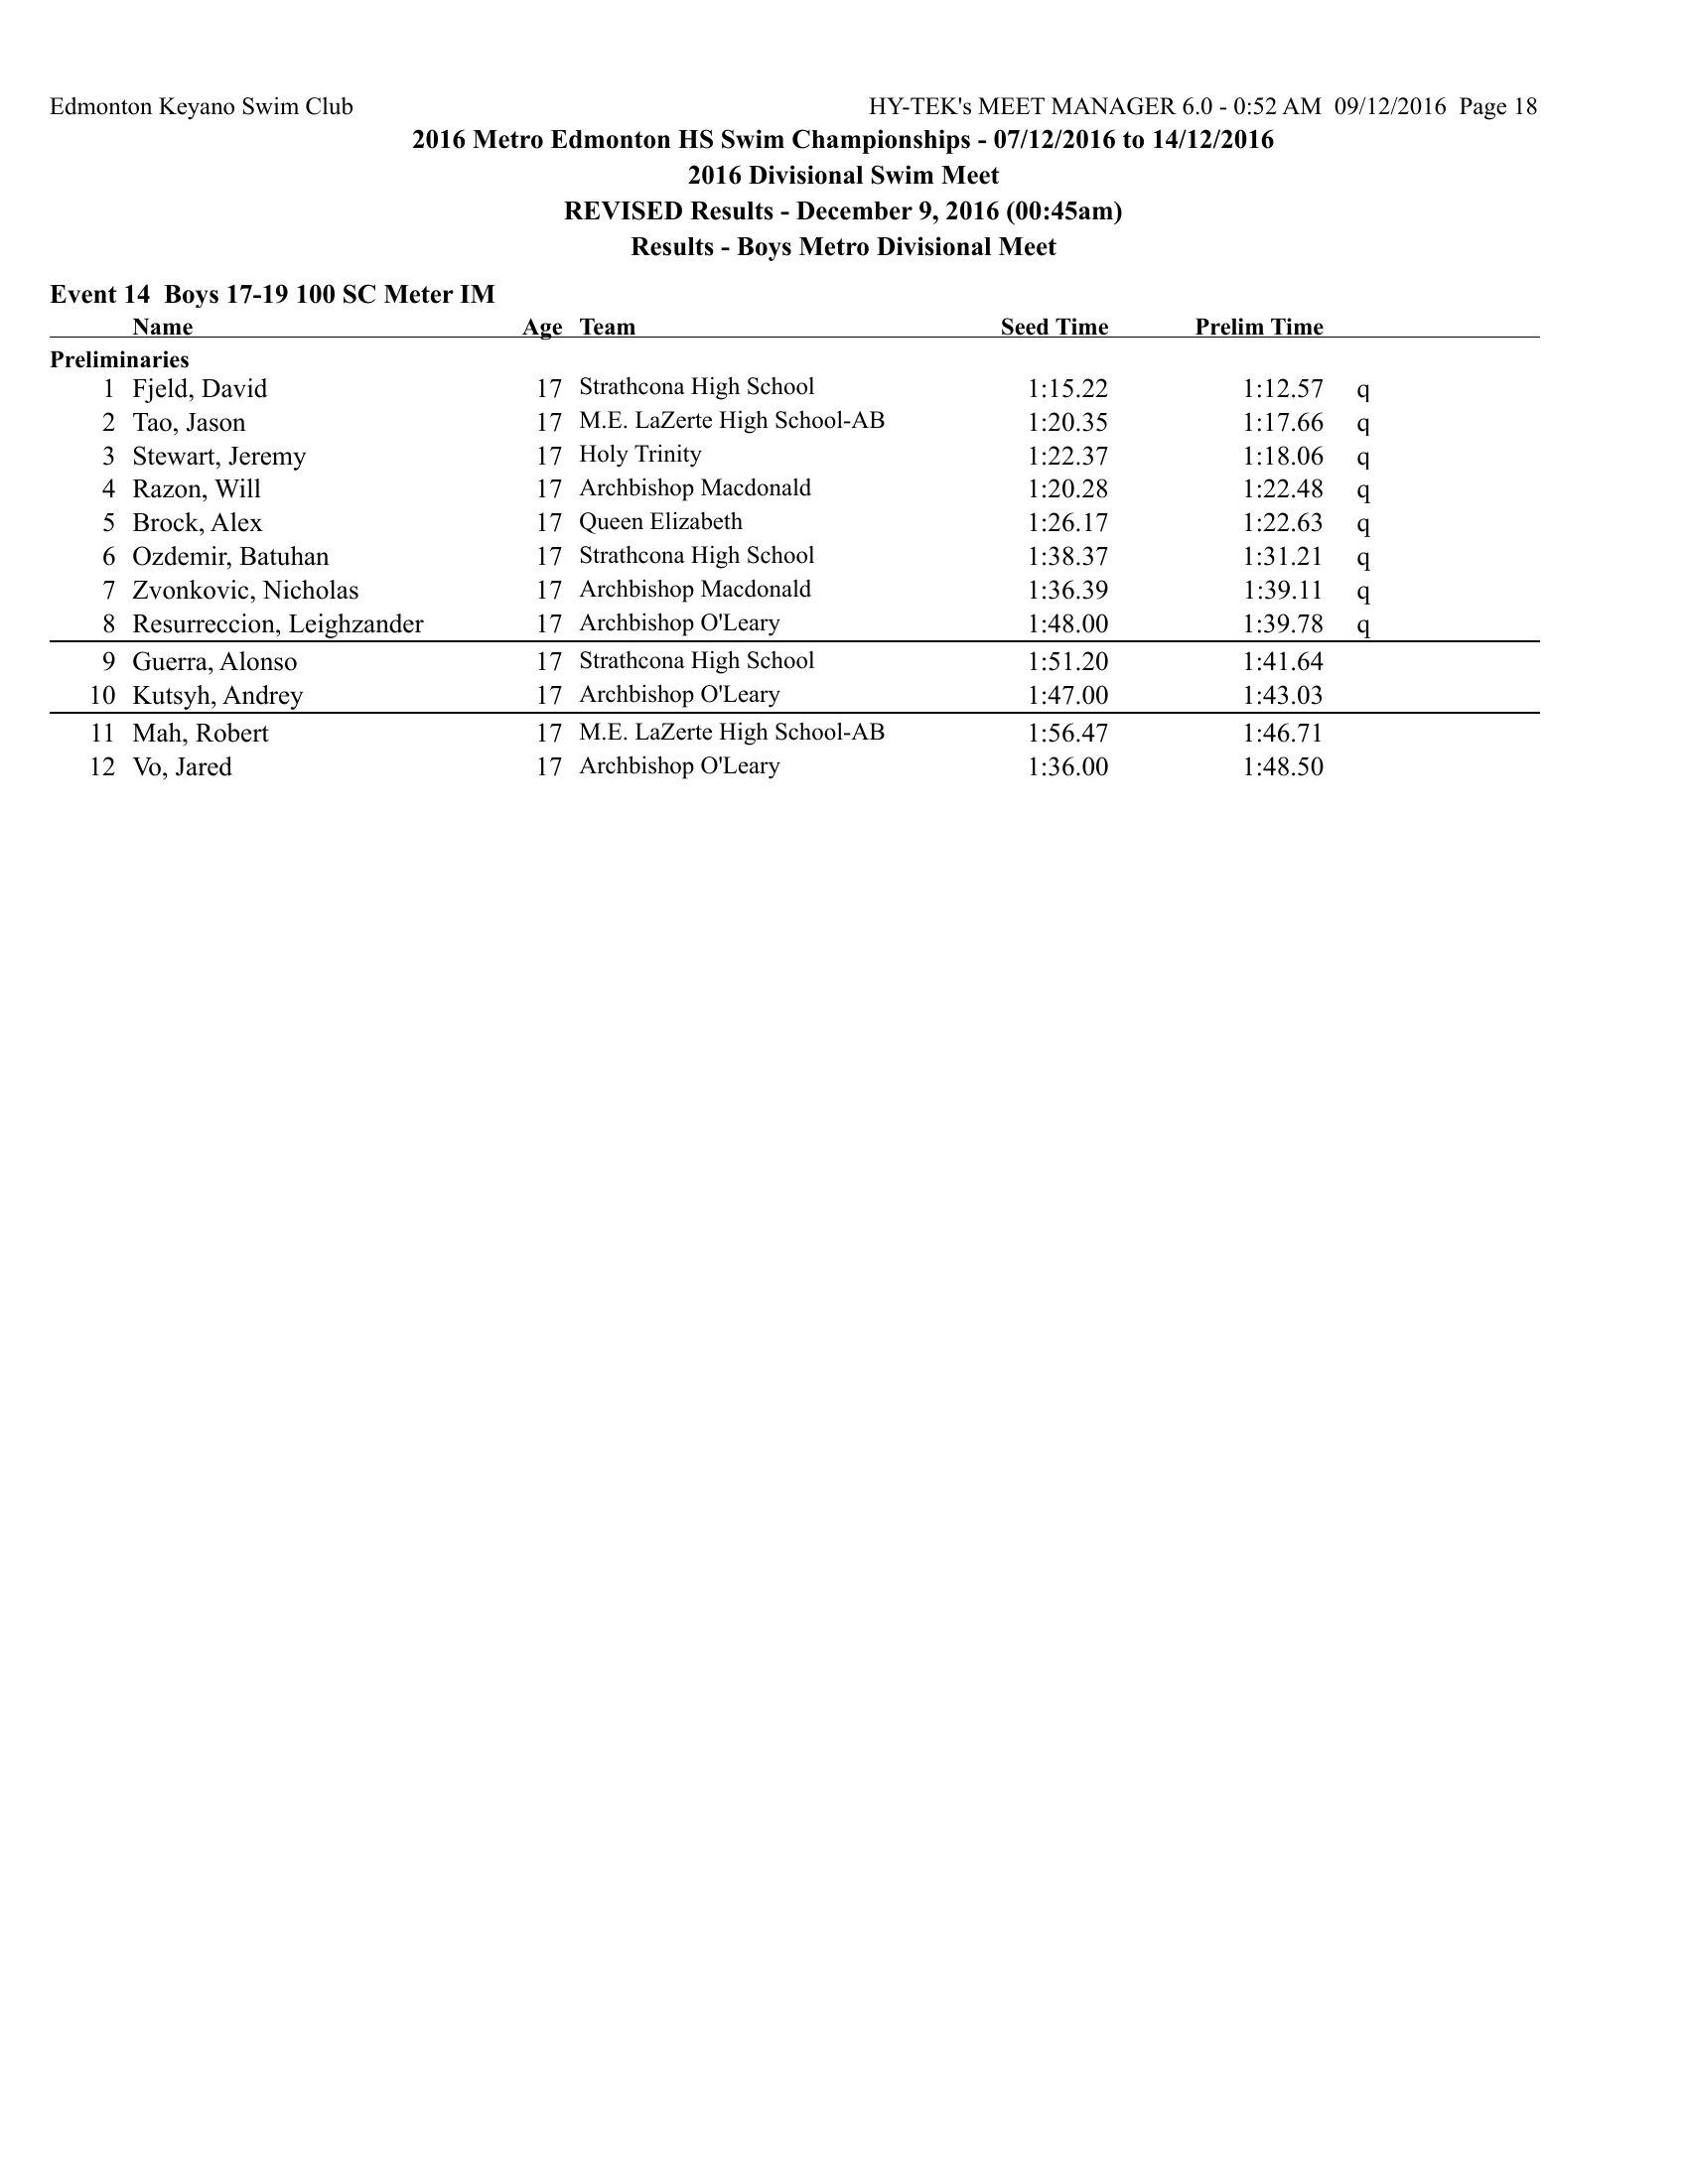 Edmonton Keyano Swim Club HY-TEK's MEET MANAGER 6.0 - 0:52 AM 09/12/2016 Page 18
2016 Metro Edmonton HS Swim Championships - 07/12/2016 to 14/12/2016
2016 Divisional Swim Meet
REVISED Results - December 9, 2016 (00:45am)
Results - Boys Metro Divisional Meet
Event 14 Boys 17-19 100 SC Meter IM
Name Age Team Seed Time Prelim Time
Preliminaries
1 Fjeld, David 17 Strathcona High School 1:15.22 1:12.57 q
2 Tao, Jason 17 M.E. LaZerte High School-AB 1:20.35 1:17.66 q
3 Stewart, Jeremy 17 Holy Trinity 1:22.37 1:18.06 q
4 Razon, Will 17 Archbishop Macdonald 1:20.28 1:22.48 q
5 Brock, Alex 17 Queen Elizabeth 1:26.17 1:22.63 q
6 Ozdemir, Batuhan 17 Strathcona High School 1:38.37 1:31.21 q
7 Zvonkovic, Nicholas 17 Archbishop Macdonald 1:36.39 1:39.11 q
8 Resurreccion, Leighzander 17 Archbishop O'Leary 1:48.00 1:39.78 q
9 Guerra, Alonso 17 Strathcona High School 1:51.20 1:41.64
10 Kutsyh, Andrey 17 Archbishop O'Leary 1:47.00 1:43.03
11 Mah, Robert 17 M.E. LaZerte High School-AB 1:56.47 1:46.71
12 Vo, Jared 17 Archbishop O'Leary 1:36.00 1:48.50